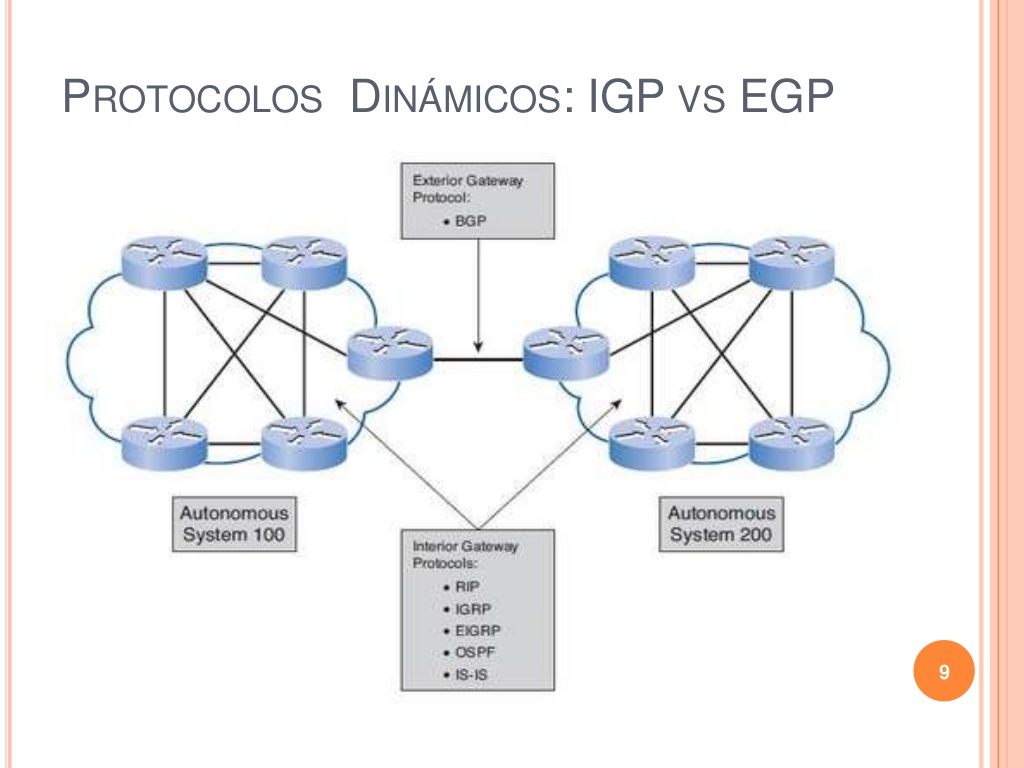 PROTOCOLOS DINÁMICOS: IGP VS EGP
Exterior Gateway
Protocol:
• BGP
Autonomous
System 100
Autonomous
System 200
Interior Gateway
Protocols:
• RIP
• IGRP
• EIGRP
• OSPF
• IS-IS
9